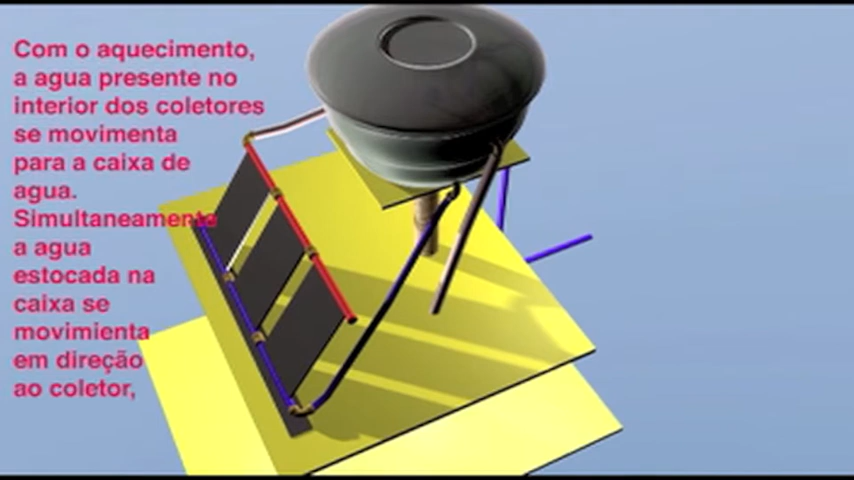 Com o aquecimento,
a agua presente no
interior dos coletores
se movimenta
para a caixa de
agua.
Simultaneamente
a agua
estocada na
caixa se
movimienta
em direção
ao coletor,